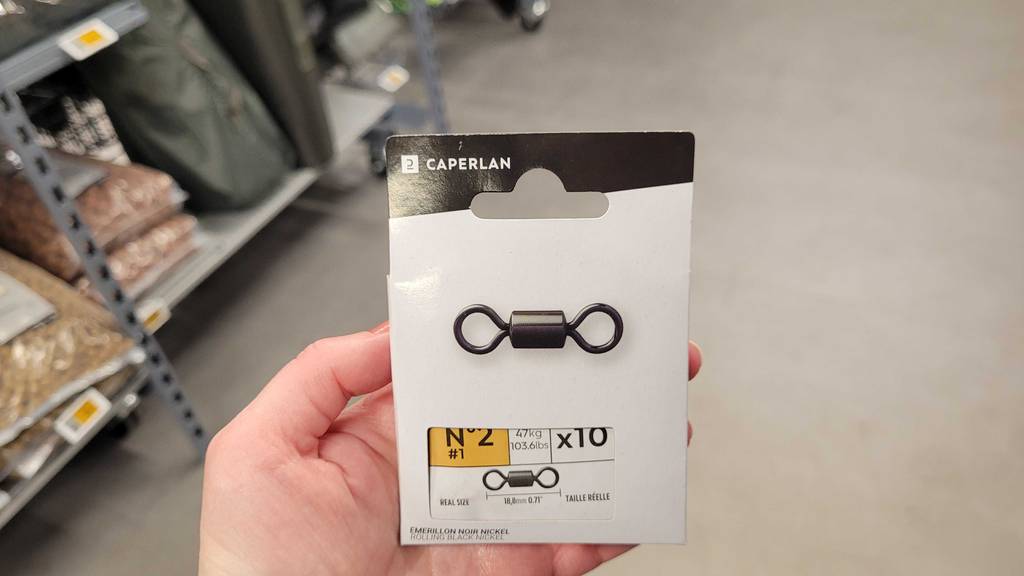 CAPERLAN
N°2
#1
47kg
103.6lbs
x10
REAL SIZE
18,8mm 0.71"
TAILLE RÉELLE
ÉMERILLON NOIR NICKEL
ROLLING BLACK NICKEL